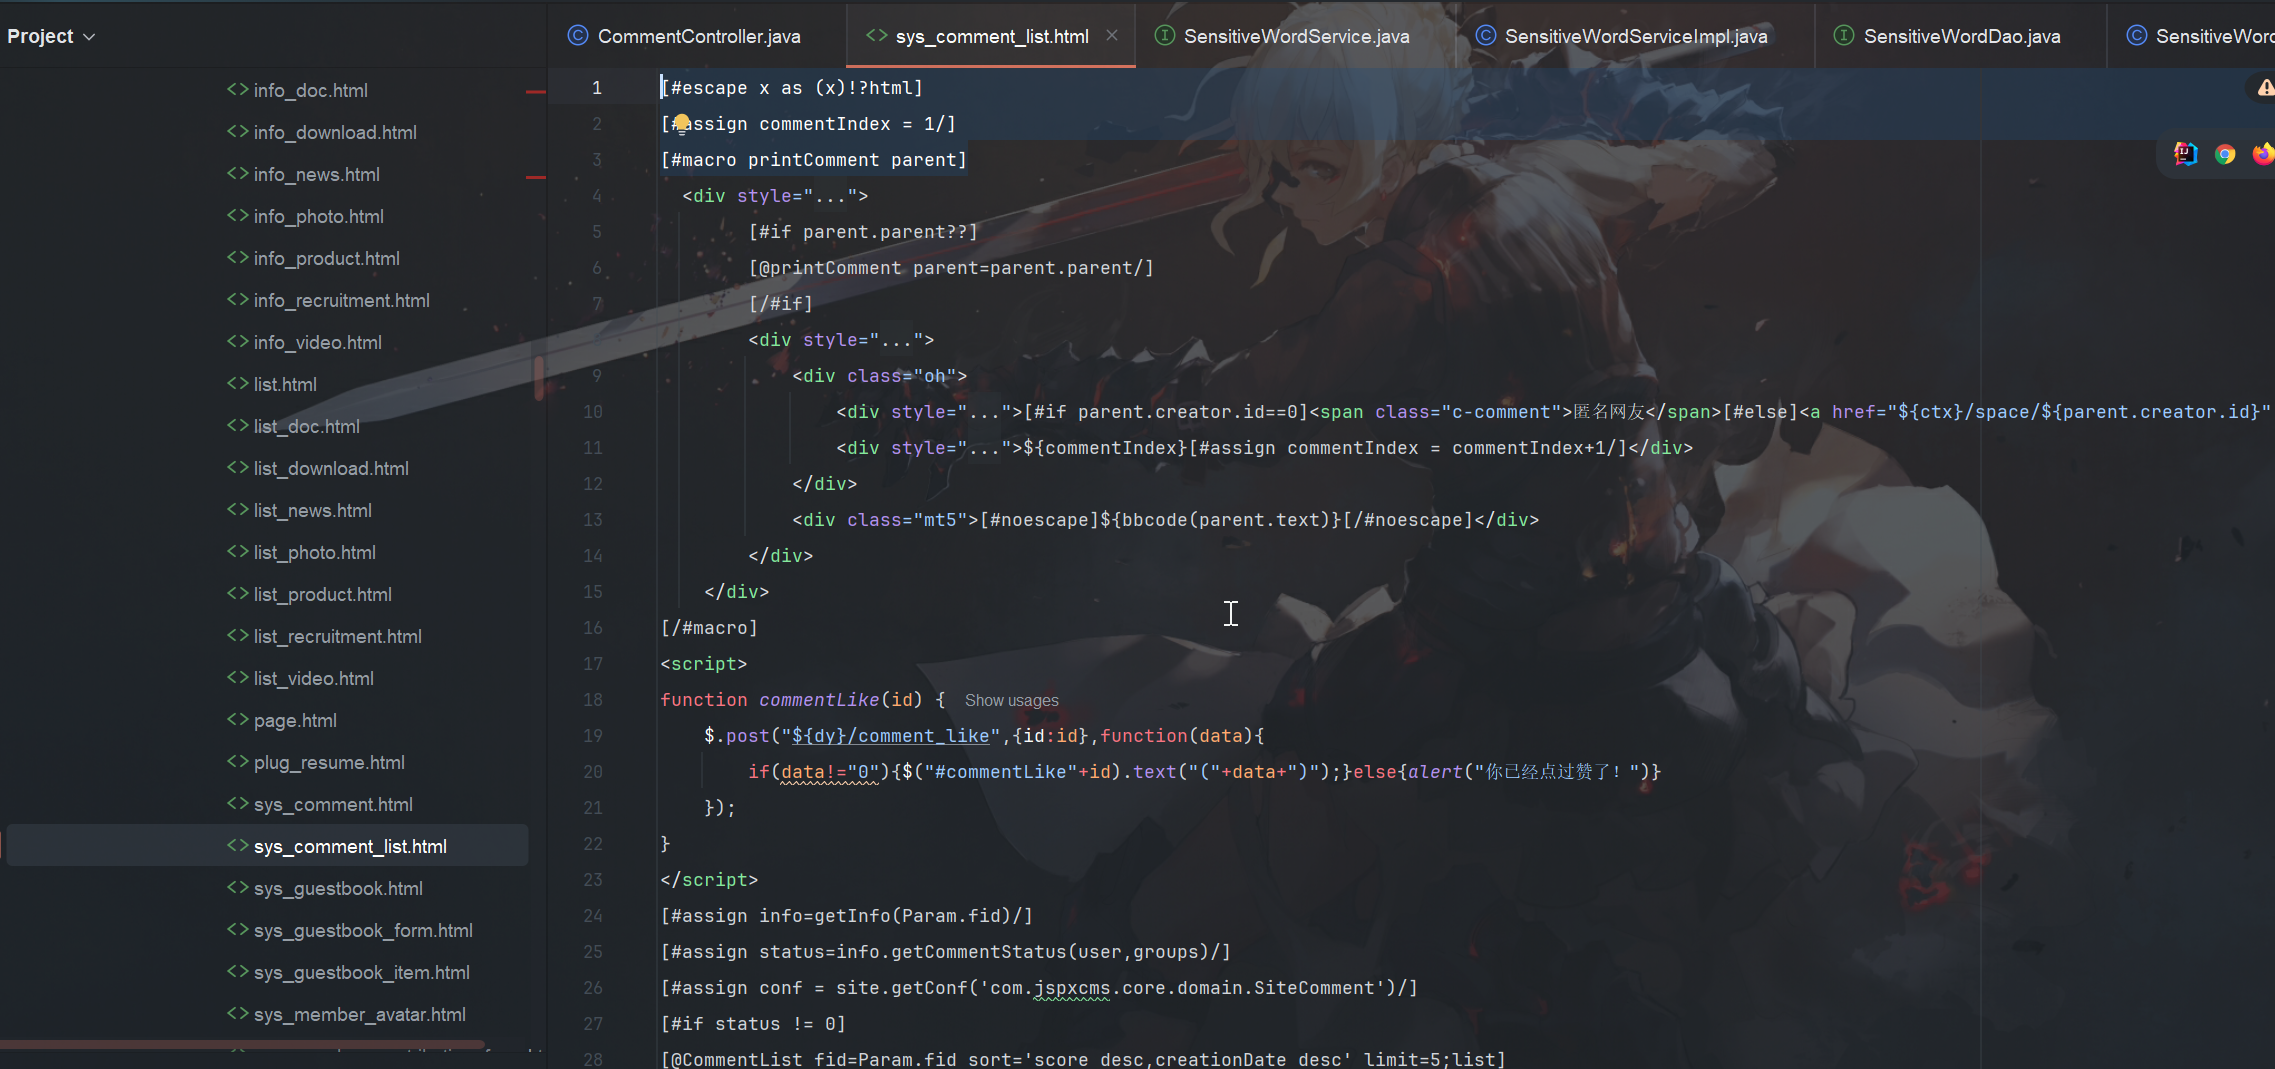 Project
CommentController.java
sys_comment_list.html
SensitiveWordService.java
SensitiveWordServiceImpl.java
SensitiveWordDao.java
info_doc.html
info_download.html
info_news.html
info_photo.html
info_product.html
info_recruitment.html
info_video.html
list.html
list_doc.html
list_download.html
list_news.html
list_photo.html
list_product.html
list_recruitment.html
list_video.html
page.html
plug_resume.html
sys_comment.html
sys_comment_list.html
sys_guestbook.html
sys_guestbook_form.html
sys_guestbook_item.html
sys_member_avatar.html
1 [#escape x as (x)!?html]
2 [#assign commentIndex = 1/]
3 [#macro printComment parent]
4 <div style="...">
5 [#if parent.parent??]
6 [@printComment parent=parent.parent/]
7 [/#if]
<div style="...">
9 <div class="oh">
10 <div style="...">[#if parent.creator.id==0]<span class="c-comment">匿名网友</span>[#else]<a href="${ctx}/space/${parent.creator.id}"
11 <div style="...">${commentIndex}[#assign commentIndex = commentIndex+1/]</div>
12 </div>
13 <div class="mt5">[#noescape]${bbcode(parent.text)}[/#noescape]</div>
14 </div>
15 </div>
16 [/#macro]
17 <script>
18 function commentLike(id) { Show usages
19 $.post("${dy}/comment_like",{id:id},function(data){
20 if(data!="0"){$("#commentLike"+id).text("("+data+")");}else{alert("你已经点过赞了！")}
21 });
22 }
23 </script>
24 [#assign info=getInfo(Param.fid)/]
25 [#assign status=info.getCommentStatus(user,groups)/]
26 [#assign conf = site.getConf('com.jspxcms.core.domain.SiteComment')/]
27 [#if status != 0]
28 [@CommentList fid=Param.fid sort='score desc,creationDate desc' limit=5;list]